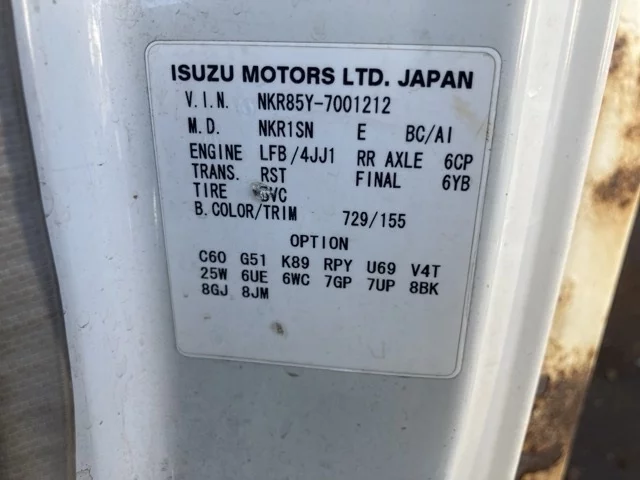 ISUZU MOTORS LTD. JAPAN
V.I.N. NKR85Y-7001212
M.D. NKR1SN E BC/AI
ENGINE LFB/4JJ1 RR AXLE 6CP
TRANS. RST FINAL 6YB
TIRE VC
B.COLOR/TRIM 729/155
OPTION
C60 G51 K89 RPY U69 V4T
25W 6UE 6WC 7GP 7UP 8BK
8GJ 8JM